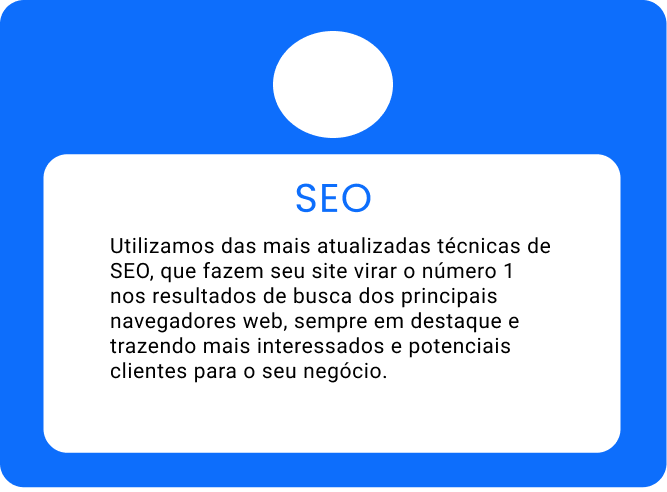 SEO
Utilizamos das mais atualizadas técnicas de
SEO, que fazem seu site virar o número 1
nos resultados de busca dos principais
navegadores web, sempre em destaque e
trazendo mais interessados e potenciais
clientes para o seu negócio.